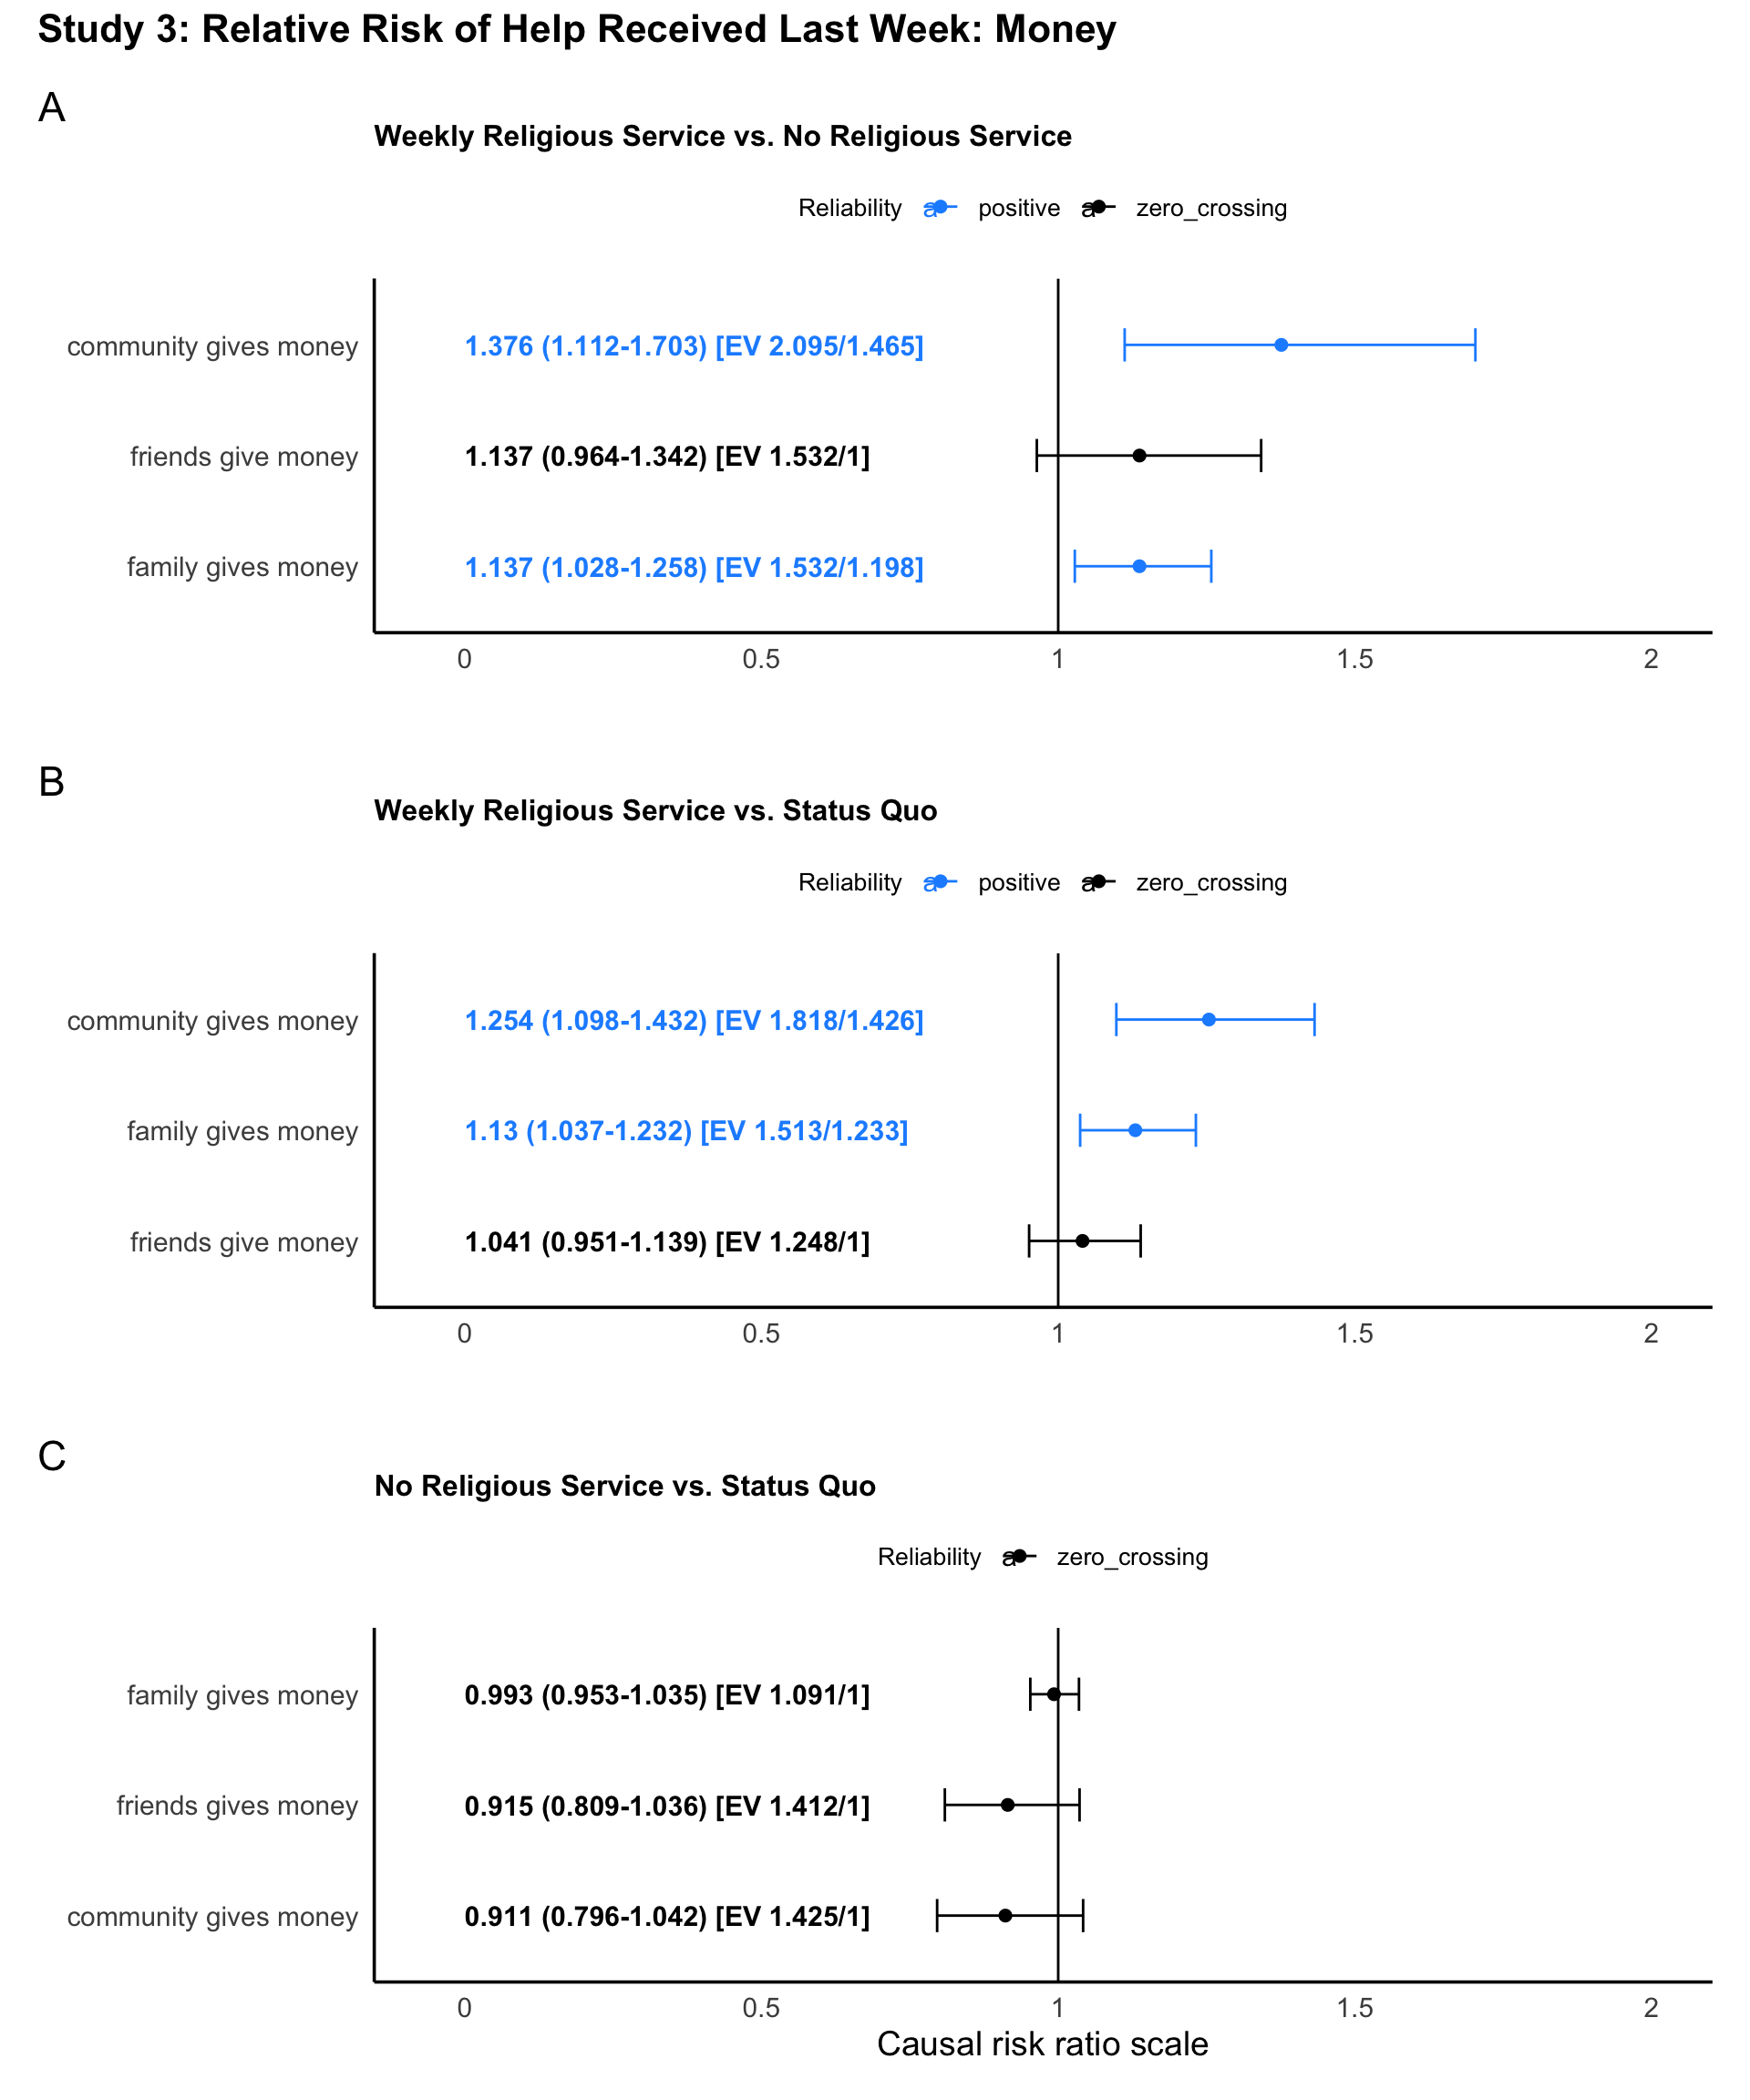 Study 3: Relative Risk of Help Received Last Week: Money
A
Weekly Religious Service vs. No Religious Service
Reliability a positive a zero_crossing
community gives money 1.376 (1.112-1.703) [EV 2.095/1.465]
friends give money 1.137 (0.964-1.342) [EV 1.532/1]
family gives money 1.137 (1.028-1.258) [EV 1.532/1.198]
0 0.5 1 1.5 2
B
Weekly Religious Service vs. Status Quo
Reliability a positive a zero_crossing
community gives money 1.254 (1.098-1.432) [EV 1.818/1.426]
family gives money 1.13 (1.037-1.232) [EV 1.513/1.233]
friends give money 1.041 (0.951-1.139) [EV 1.248/1]
0 0.5 1 1.5 2
C
No Religious Service vs. Status Quo
Reliability a zero_crossing
family gives money 0.993 (0.953-1.035) [EV 1.091/1]
friends gives money 0.915 (0.809-1.036) [EV 1.412/1]
community gives money 0.911 (0.796-1.042) [EV 1.425/1]
0 0.5 1 1.5 2
Causal risk ratio scale